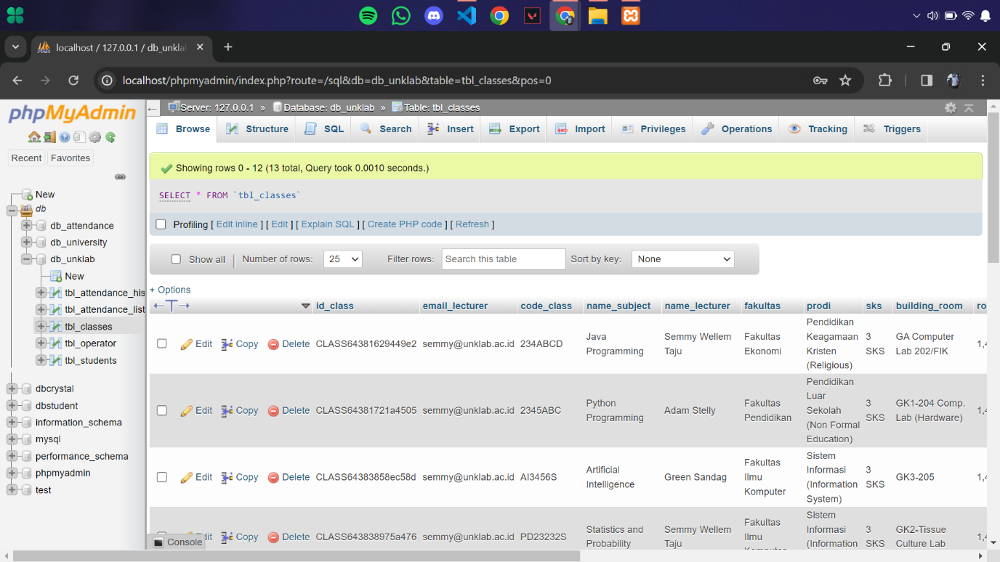 localhost / 127.0.0.1 / db_unkla
localhost/phpmyadmin/index.php?route=/sql&db=db_unklab&table=tbl_classes&pos=0
phpMyAdmin
Recent Favorites
New
db
db_attendance
db_university
db_unklab
New
tbl_attendance_his
tbl_attendance_list
tbl_classes
tbl_operator
tbl_students
dbcrystal
dbstudent
information_schema
mysql
performance_schema
phpmyadmin
test
Server: 127.0.0.1 » Database: db_unklab » Table: tbl_classes
Browse Structure SQL Search Insert Export Import Privileges Operations Tracking Triggers
Showing rows 0 - 12 (13 total, Query took 0.0010 seconds.)
SELECT * FROM `tbl_classes`
Profiling [ Edit inline ] [ Edit ] [ Explain SQL ] [ Create PHP code ] [ Refresh ]
Show all Number of rows: 25 Filter rows: Search this table Sort by key: None
+ Options
id_class email_lecturer code_class name_subject name_lecturer fakultas prodi sks building_room ro
Edit Copy Delete CLASS64381629449e2 semmy@unklab.ac.id 234ABCD
Java
Programming
Semmy Wellem
Taju
Fakultas
Ekonomi
Pendidikan
Keagamaan
Kristen
(Religious)
3
SKS
GA Computer
Lab 202/FIK
1,4
Edit Copy Delete CLASS64381721a4505 semmy@unklab.ac.id 2345ABC
Python
Programming
Adam Stelly
Fakultas
Pendidikan
Pendidikan
Luar
Sekolah
(Non Formal
Education)
3
SKS
GK1-204 Comp.
Lab (Hardware)
1,4
Edit Copy Delete CLASS64383858ec58d semmy@unklab.ac.id AI3456S
Artificial
Intelligence
Green Sandag
Fakultas
Ilmu
Komputer
Sistem
Informasi
(Information
System)
3
SKS
GK3-205
1,4
Edit Copy Delete CLASS643838975a476 semmy@unklab.ac.id PD23232S
Statistics and
Probability
Semmy Wellem
Taju
Fakultas
Ilmu
Sistem
Informasi
(Information
3
SKS
GK2-Tissue
Culture Lab
1,4
Console